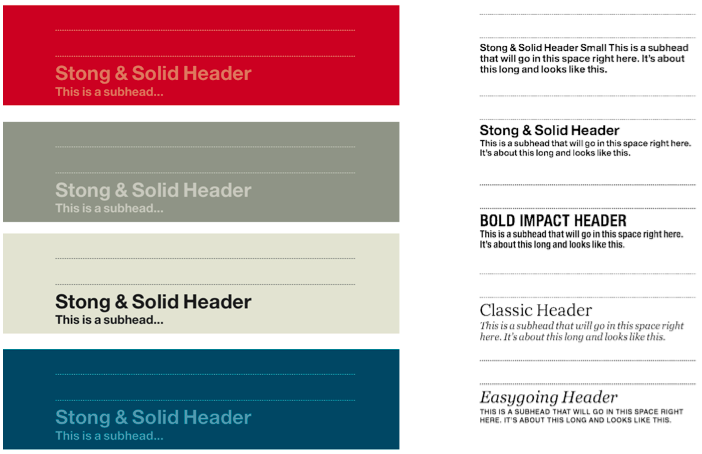 Stong & Solid Header
This is a subhead...
Stong & Solid Header
This is a subhead...
Stong & Solid Header
This is a subhead...
Stong & Solid Header
This is a subhead...
Stong & Solid Header Small This is a subhead
that will go in this space right here. It's about
this long and looks like this.
Stong & Solid Header
This is a subhead that will go in this space right here.
It's about this long and looks like this.
BOLD IMPACT HEADER
This is a subhead that will go in this space right here.
It's about this long and looks like this.
Classic Header
This is a subhead that will go in this space right
here. It's about this long and looks like this.
Easygoing Header
THIS IS A SUBHEAD THAT WILL GO IN THIS SPACE RIGHT
HERE. IT'S ABOUT THIS LONG AND LOOKS LIKE THIS.